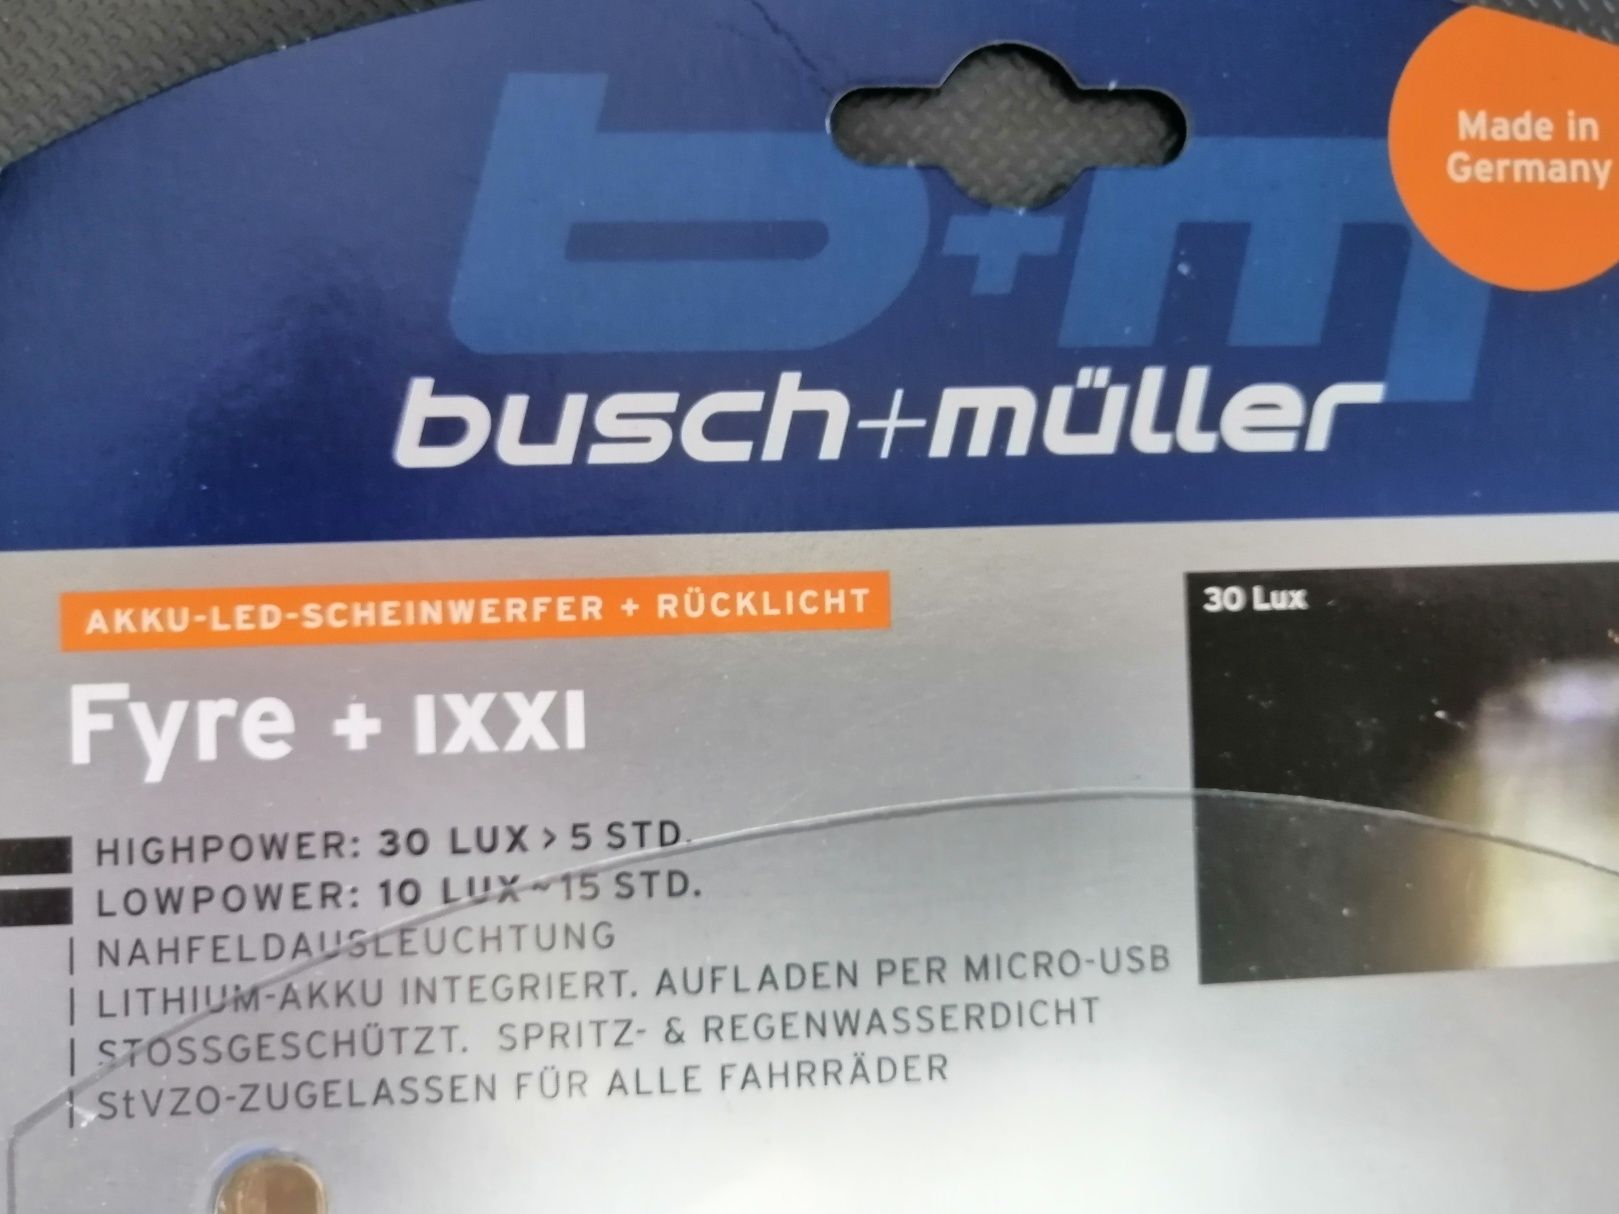 b+m
Made in
Germany
busch+müller
AKKU-LED-SCHEINWERFER + RÜCKLICHT
30 Lux
Fyre + IXXI
HIGHPOWER: 30 LUX > 5 STD.
LOWPOWER: 10 LUX ~ 15 STD.
NAHFELDAUSLEUCHTUNG
LITHIUM-AKKU INTEGRIERT. AUFLADEN PER MICRO-USB
STOSSGESCHÜTZT. SPRITZ- & REGENWASSERDICHT
StVZO-ZUGELASSEN FÜR ALLE FAHRRÄDER